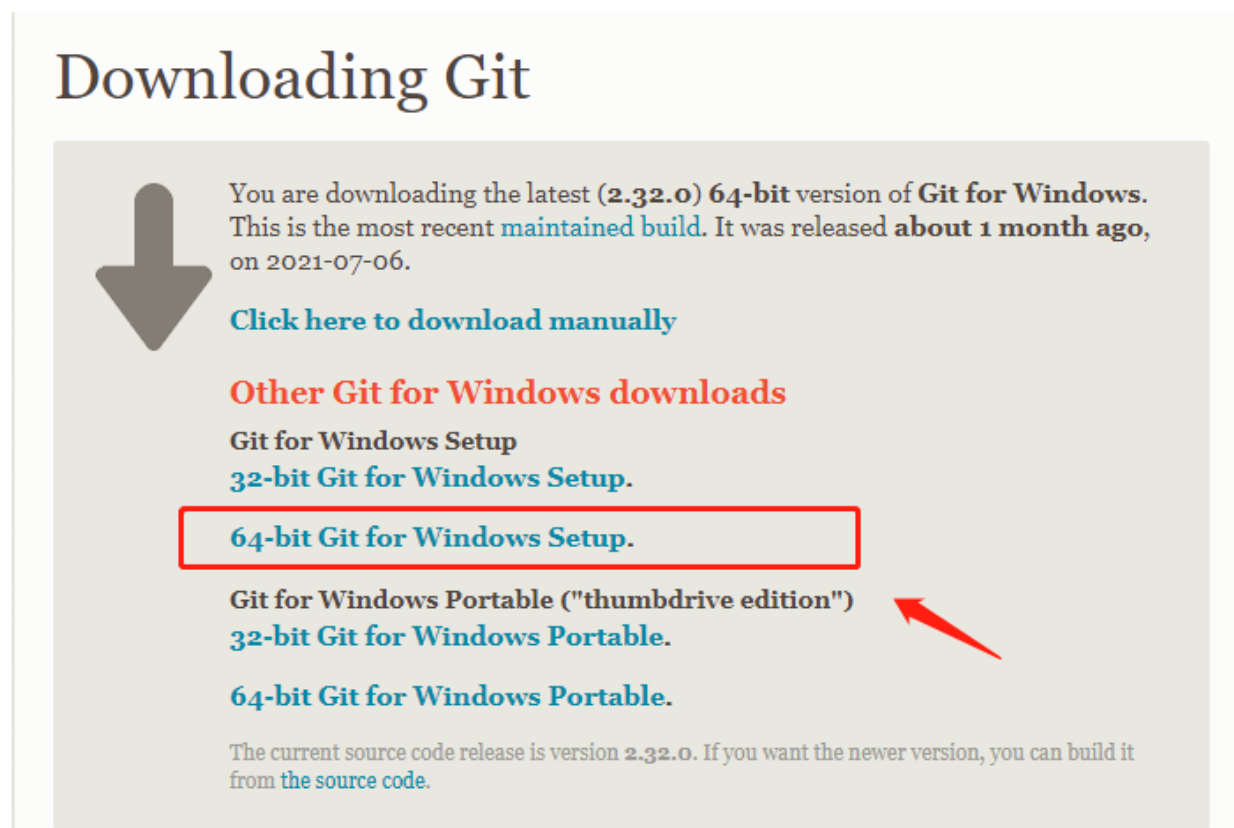 Downloading Git
You are downloading the latest (2.32.0) 64-bit version of Git for Windows.
This is the most recent maintained build. It was released about 1 month ago,
on 2021-07-06.
Click here to download manually
Other Git for Windows downloads
Git for Windows Setup
32-bit Git for Windows Setup.
64-bit Git for Windows Setup.
Git for Windows Portable ("thumbdrive edition")
32-bit Git for Windows Portable.
64-bit Git for Windows Portable.
The current source code release is version 2.32.0. If you want the newer version, you can build it
from the source code.